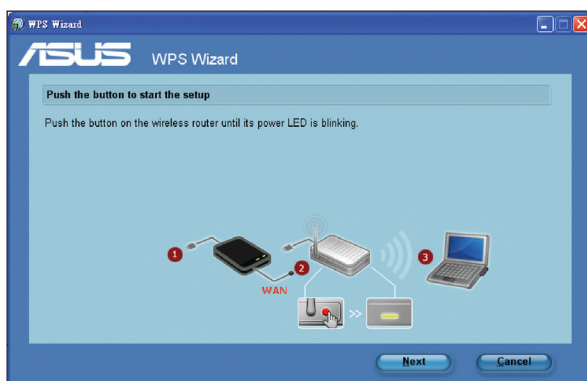 WPS Wizard
ASUS WPS Wizard
Push the button to start the setup
Push the button on the wireless router until its power LED is blinking.
1
2
3
WAN
>>
Next
Cancel